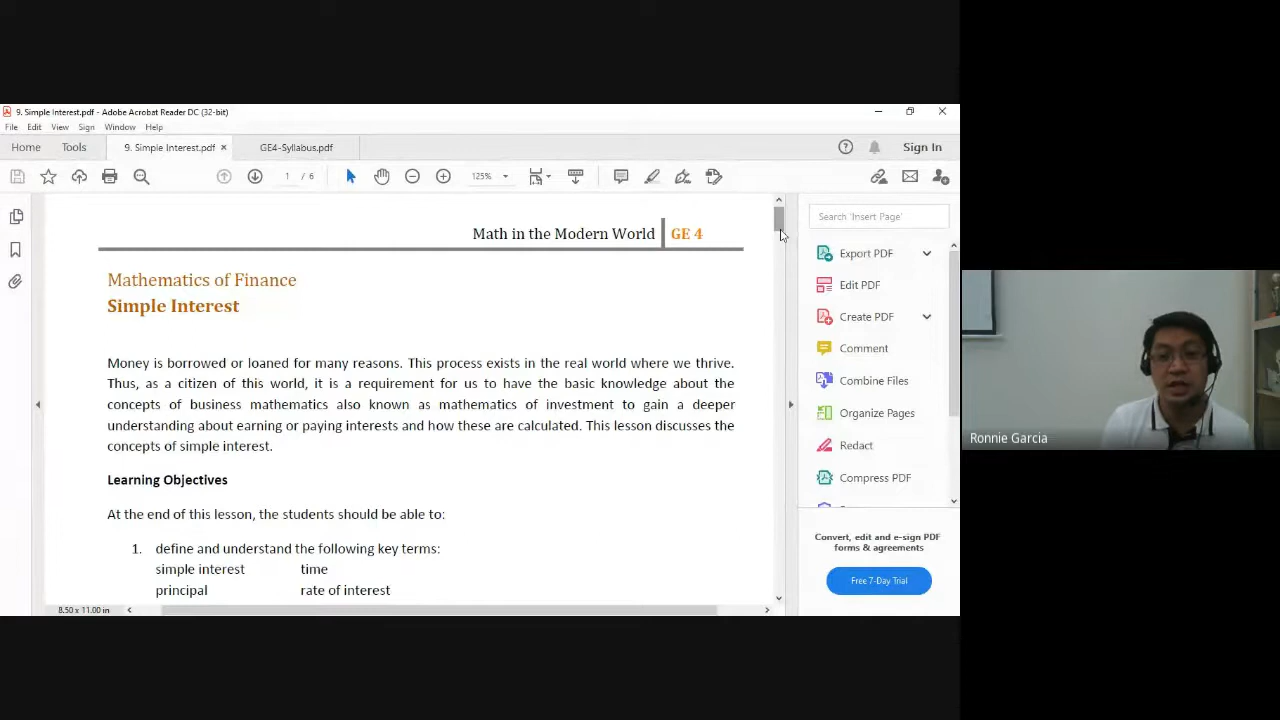 9. Simple Interest.pdf - Adobe Acrobat Reader DC (32-bit)
File Edit View Sign Window Help
Home Tools 9. Simple Interest.pdf × GE4-Syllabus.pdf Sign In
1 / 6 125%
Math in the Modern World GE 4
Mathematics of Finance
Simple Interest
Money is borrowed or loaned for many reasons. This process exists in the real world where we thrive.
Thus, as a citizen of this world, it is a requirement for us to have the basic knowledge about the
concepts of business mathematics also known as mathematics of investment to gain a deeper
understanding about earning or paying interests and how these are calculated. This lesson discusses the
concepts of simple interest.
Learning Objectives
At the end of this lesson, the students should be able to:
1. define and understand the following key terms:
simple interest time
principal rate of interest
8.50 x 11.00 in
Search 'Insert Page'
Export PDF
Edit PDF
Create PDF
Comment
Combine Files
Organize Pages
Redact
Compress PDF
Convert, edit and e-sign PDF
forms & agreements
Free 7-Day Trial
Ronnie Garcia